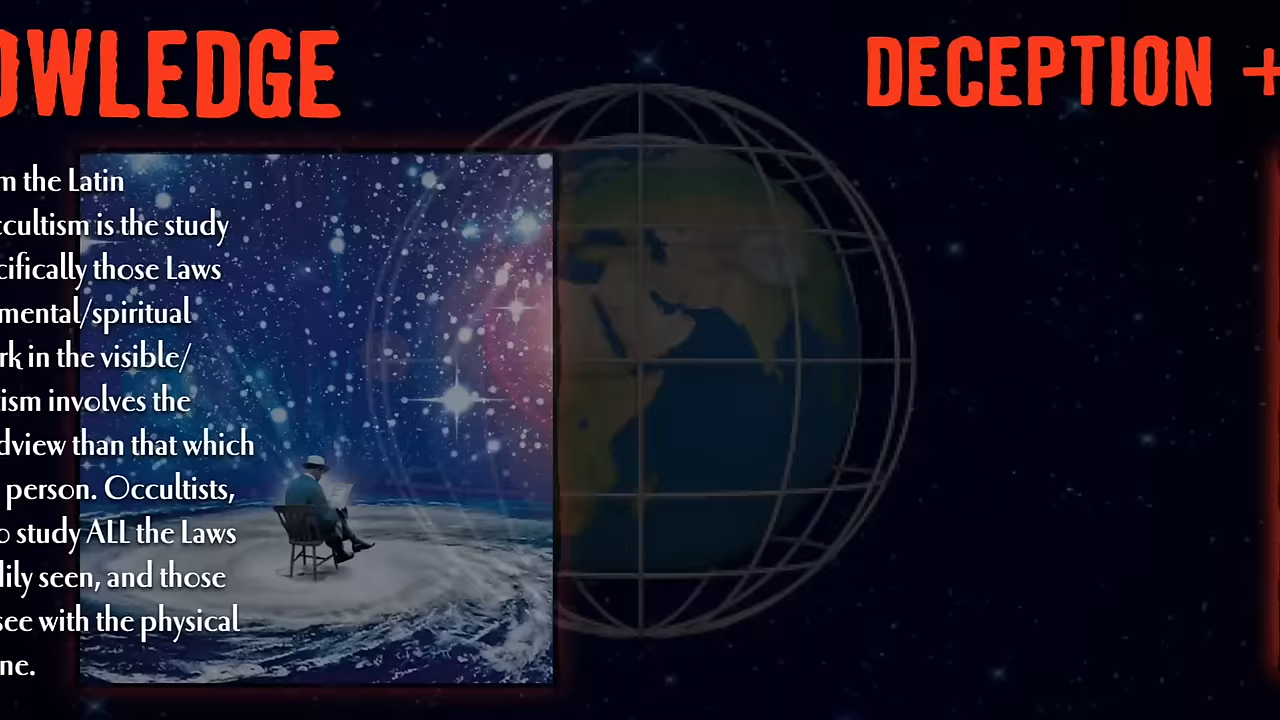 OWLEDGE
DECEPTION +
m the Latin
ccultism is the study
cifically those Laws
mental/spiritual
rk in the visible/
ism involves the
dview than that which
person. Occultists,
o study ALL the Laws
dily seen, and those
see with the physical
ne.